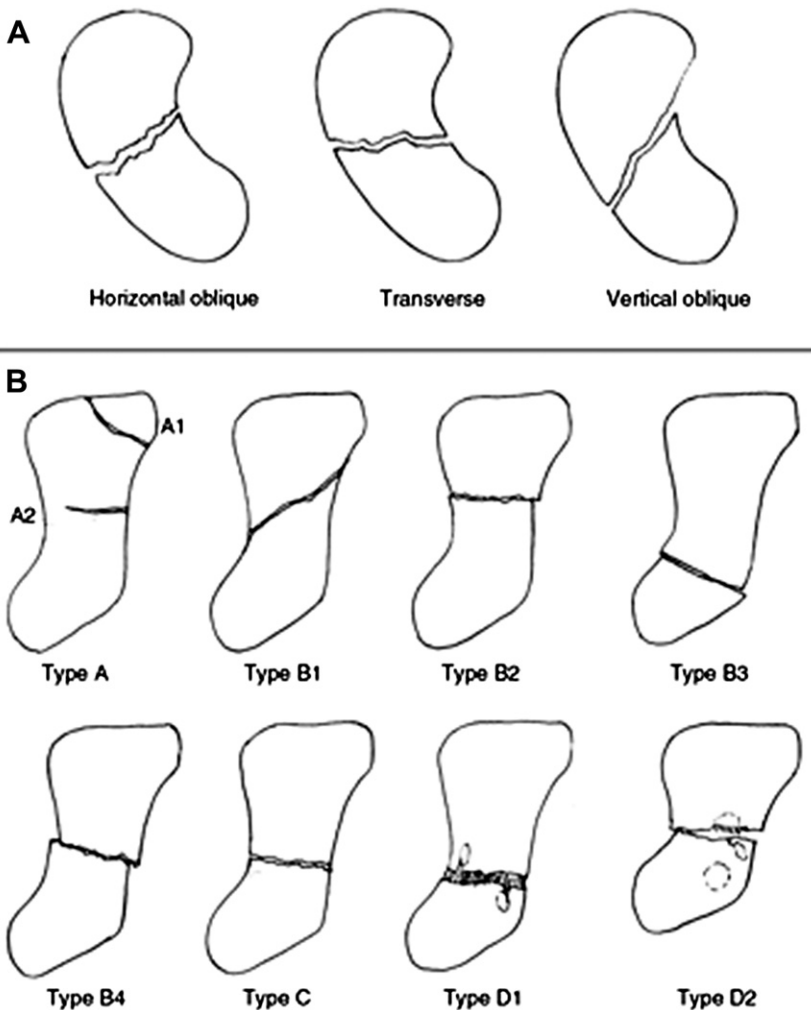 A
Horizontal oblique Transverse Vertical oblique
B
A1
A2
Type A Type B1 Type B2 Type B3
Type B4 Type C Type D1 Type D2